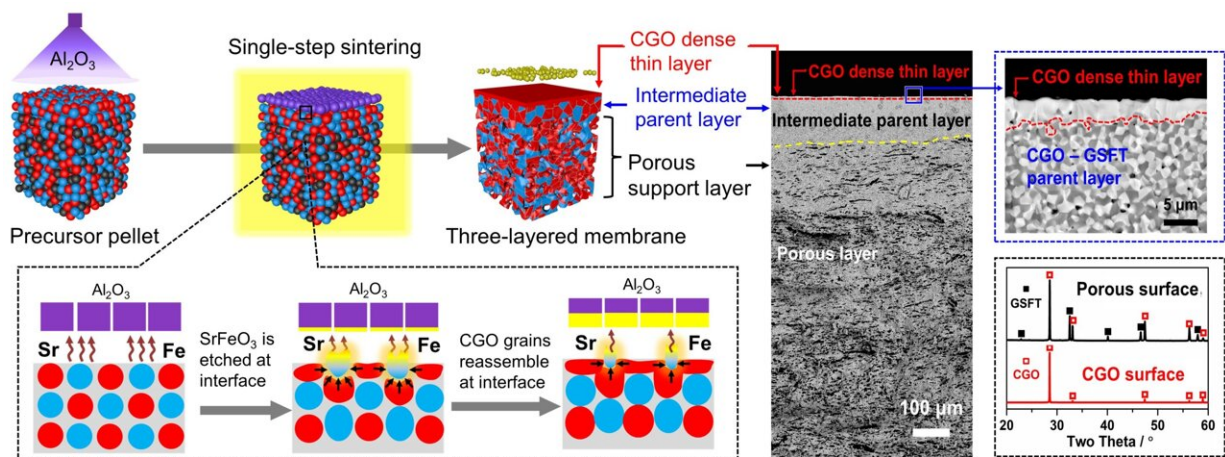 Al₂O₃
Precursor pellet
Single-step sintering
CGO dense
thin layer
Intermediate
parent layer
Porous
support layer
Three-layered membrane
CGO dense thin layer
Intermediate parent layer
Porous layer
100 μm
CGO dense thin layer
CGO – GSFT
parent layer
5 μm
Al₂O₃
Sr
Fe
SrFeO₃ is
etched at
interface
Al₂O₃
Sr
Fe
CGO grains
reassemble
at interface
Al₂O₃
Sr
Fe
GSFT
Porous surface
CGO
CGO surface
20 30 40 50 60
Two Theta / °